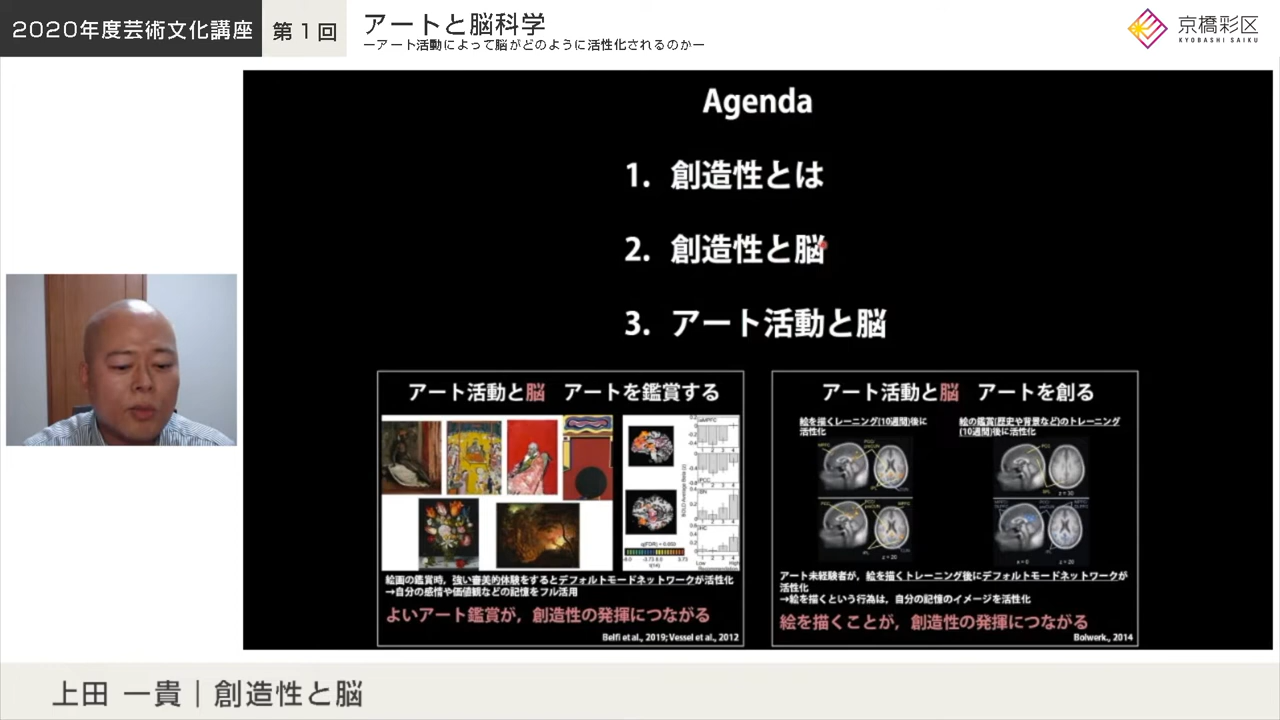 2020年度芸術文化講座
第1回
アートと脳科学
ーアート活動によって脳がどのように活性化されるのかー
京橋彩区
KYOBASHI SAIKU
Agenda
1. 創造性とは
2. 創造性と脳
3. アート活動と脳
アート活動と脳 アートを鑑賞する
絵画の鑑賞時，強い審美的体験をするとデフォルトモードネットワークが活性化
→自分の感情や価値観などの記憶をフル活用
よいアート鑑賞が，創造性の発揮につながる
Belfi et al., 2019; Vessel et al., 2012
アート活動と脳 アートを創る
絵を描くレーニング(10週間)後に
活性化
絵の鑑賞(歴史や背景など)のトレーニング
(10週間)後に活性化
アート未経験者が，絵を描くトレーニング後にデフォルトモードネットワークが
活性化
→絵を描くという行為は，自分の記憶のイメージを活性化
絵を描くことが，創造性の発揮につながる
Bolwerk., 2014
上田 一貴｜創造性と脳